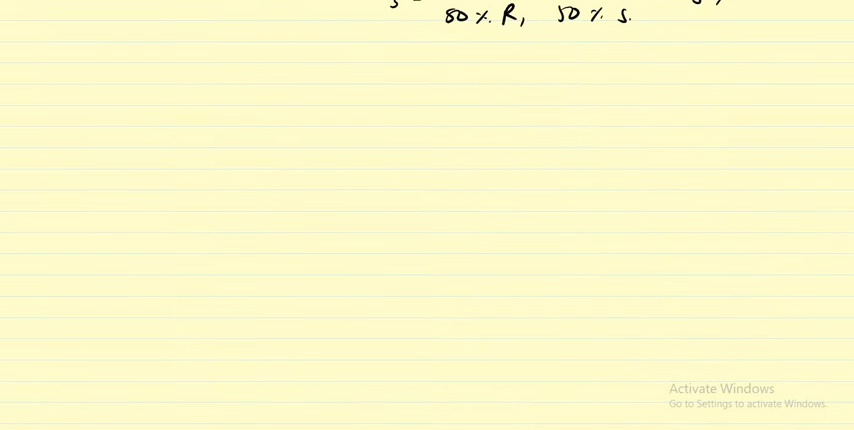 80 % R, 50 % s.
Activate Windows
Go to Settings to activate Windows.